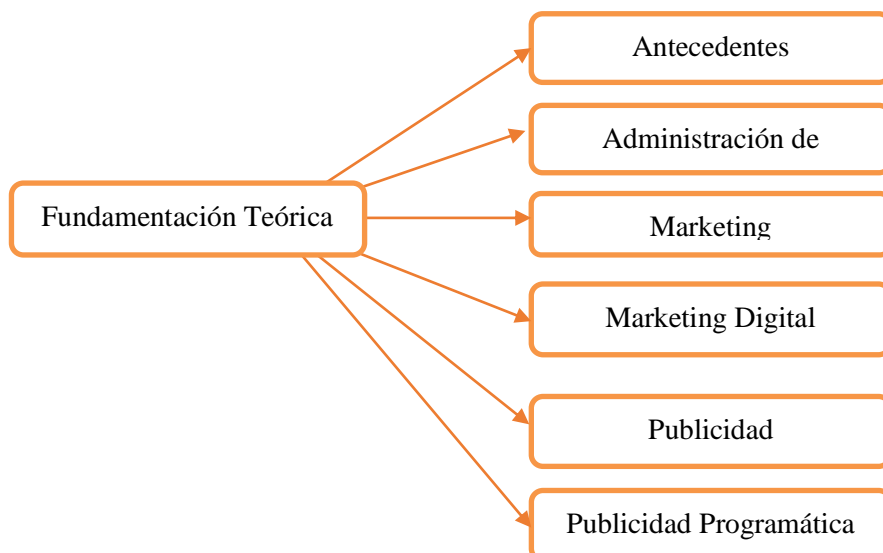 Antecedentes
Administración de
Fundamentación Teórica
Marketing
Marketing Digital
Publicidad
Publicidad Programática